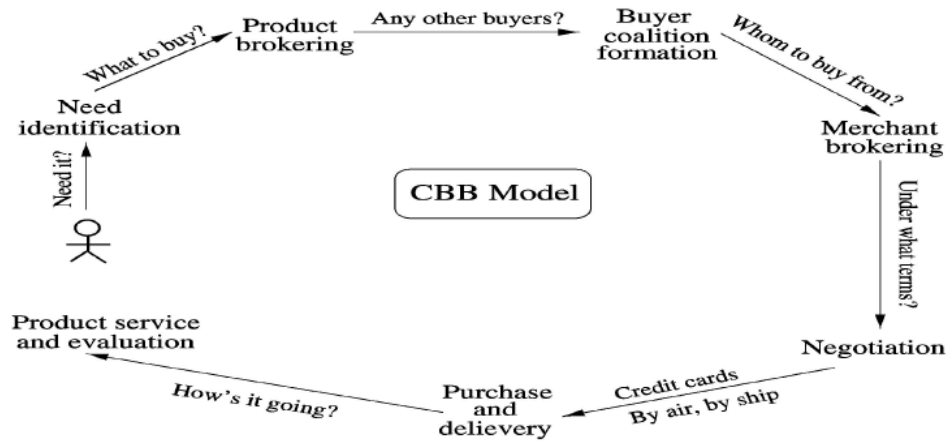 Need it?
Need
identification
What to buy?
Product
brokering
Any other buyers?
Buyer
coalition
formation
Whom to buy from?
Merchant
brokering
Under what terms?
Negotiation
Credit cards
By air, by ship
Purchase
and
delievery
How's it going?
Product service
and evaluation
CBB Model